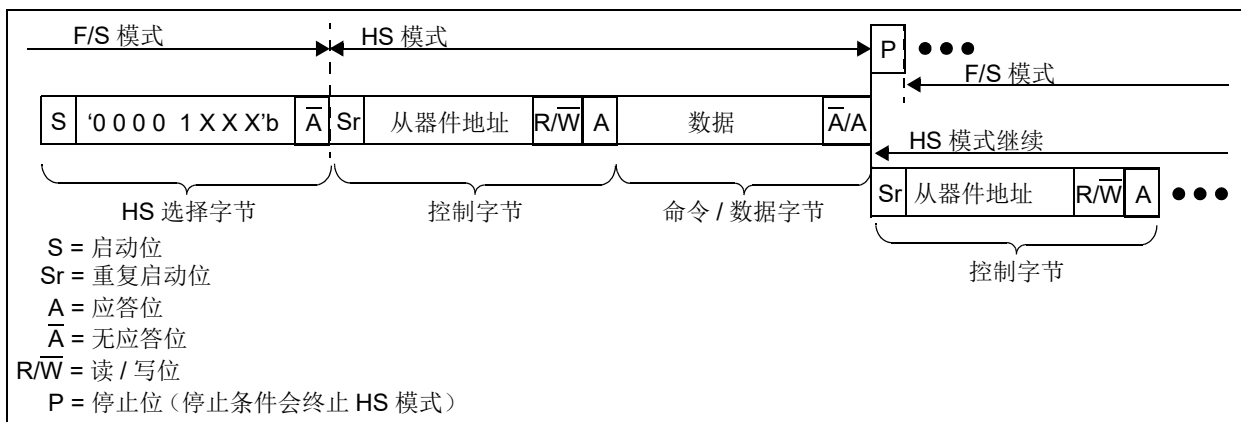 F/S 模式 HS 模式 P ●●●
F/S 模式
S '0 0 0 0 1 X X X'b A̅ Sr 从器件地址 R/W̅ A 数据 A̅/A
HS 模式继续
Sr 从器件地址 R/W̅ A ●●●
HS 选择字节 控制字节 命令 / 数据字节
控制字节
S = 启动位
Sr = 重复启动位
A = 应答位
A̅ = 无应答位
R/W̅ = 读 / 写位
P = 停止位（停止条件会终止 HS 模式）